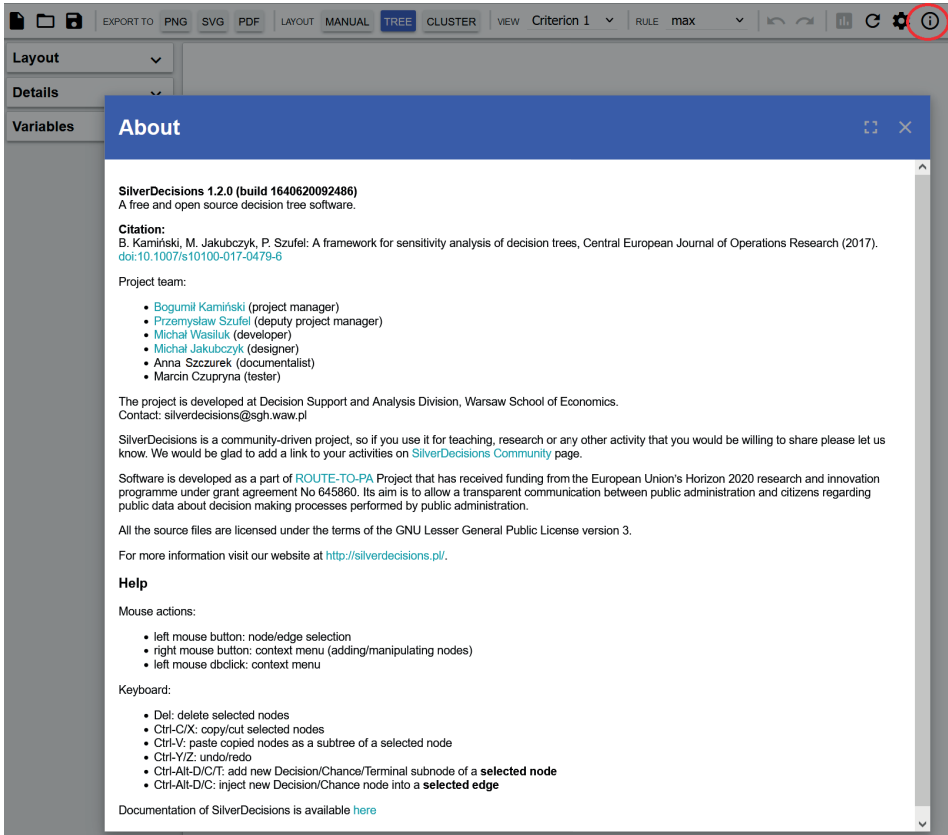 EXPORT TO PNG SVG PDF LAYOUT MANUAL TREE CLUSTER VIEW Criterion 1 RULE max
Layout
Details
Variables
About
SilverDecisions 1.2.0 (build 1640620092486)
A free and open source decision tree software.
Citation:
B. Kamiński, M. Jakubczyk, P. Szufel: A framework for sensitivity analysis of decision trees, Central European Journal of Operations Research (2017).
doi:10.1007/s10100-017-0479-6
Project team:
• Bogumił Kamiński (project manager)
• Przemysław Szufel (deputy project manager)
• Michał Wasiluk (developer)
• Michał Jakubczyk (designer)
• Anna Szczurek (documentalist)
• Marcin Czupryna (tester)
The project is developed at Decision Support and Analysis Division, Warsaw School of Economics.
Contact: silverdecisions@sgh.waw.pl
SilverDecisions is a community-driven project, so if you use it for teaching, research or any other activity that you would be willing to share please let us
know. We would be glad to add a link to your activities on SilverDecisions Community page.
Software is developed as a part of ROUTE-TO-PA Project that has received funding from the European Union's Horizon 2020 research and innovation
programme under grant agreement No 645860. Its aim is to allow a transparent communication between public administration and citizens regarding
public data about decision making processes performed by public administration.
All the source files are licensed under the terms of the GNU Lesser General Public License version 3.
For more information visit our website at http://silverdecisions.pl/.
Help
Mouse actions:
• left mouse button: node/edge selection
• right mouse button: context menu (adding/manipulating nodes)
• left mouse dbclick: context menu
Keyboard:
• Del: delete selected nodes
• Ctrl-C/X: copy/cut selected nodes
• Ctrl-V: paste copied nodes as a subtree of a selected node
• Ctrl-Y/Z: undo/redo
• Ctrl-Alt-D/C/T: add new Decision/Chance/Terminal subnode of a selected node
• Ctrl-Alt-D/C: inject new Decision/Chance node into a selected edge
Documentation of SilverDecisions is available here